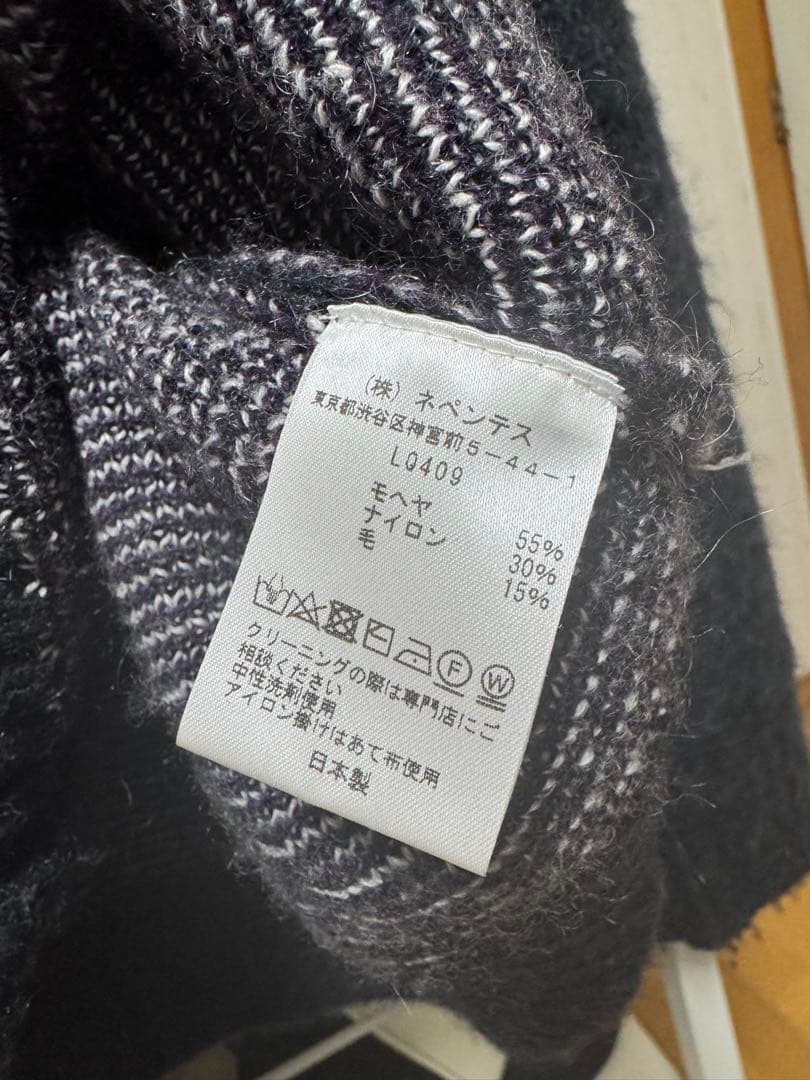 (株) ネペンテス
東京都渋谷区神宮前5-44-1
LQ409
モヘヤ 55%
ナイロン 30%
毛 15%
F W
クリーニングの際は専門店にご
相談ください
中性洗剤使用
アイロン掛けはあて布使用
日本製